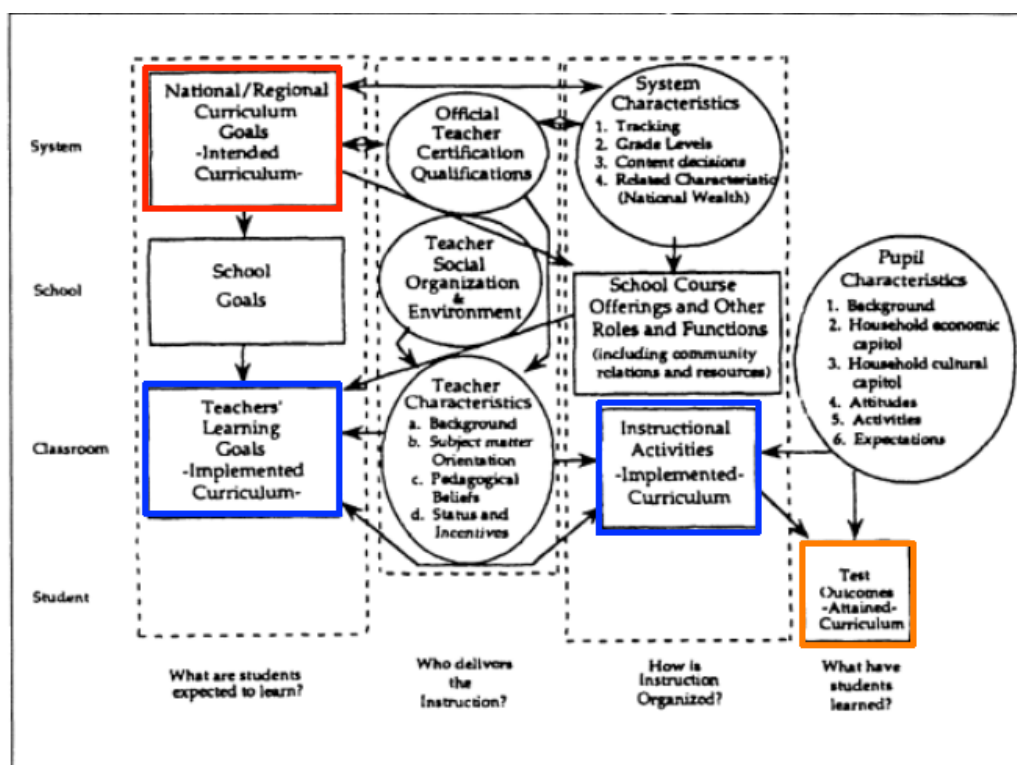 System
National/Regional
Curriculum
Goals
-Intended
Curriculum-
Official
Teacher
Certification
Qualifications
System
Characteristics
1. Tracking
2. Grade Levels
3. Content decisions
4. Related Characteristic
(National Wealth)
School
School
Goals
Teacher
Social
Organization
&
Environment
School Course
Offerings and Other
Roles and Functions
(including community
relations and resources)
Pupil
Characteristics
1. Background
2. Household economic
capitol
3. Household cultural
capitol
4. Attitudes
5. Activities
6. Expectations
Classroom
Teachers'
Learning
Goals
-Implemented
Curriculum-
Teacher
Characteristics
a. Background
b. Subject matter
Orientation
c. Pedagogical
Beliefs
d. Status and
Incentives
Instructional
Activities
-Implemented-
Curriculum
Student
Test
Outcomes
-Attained-
Curriculum
What are students
expected to learn?
Who delivers
the
Instruction?
How is
Instruction
Organized?
What have
students
learned?